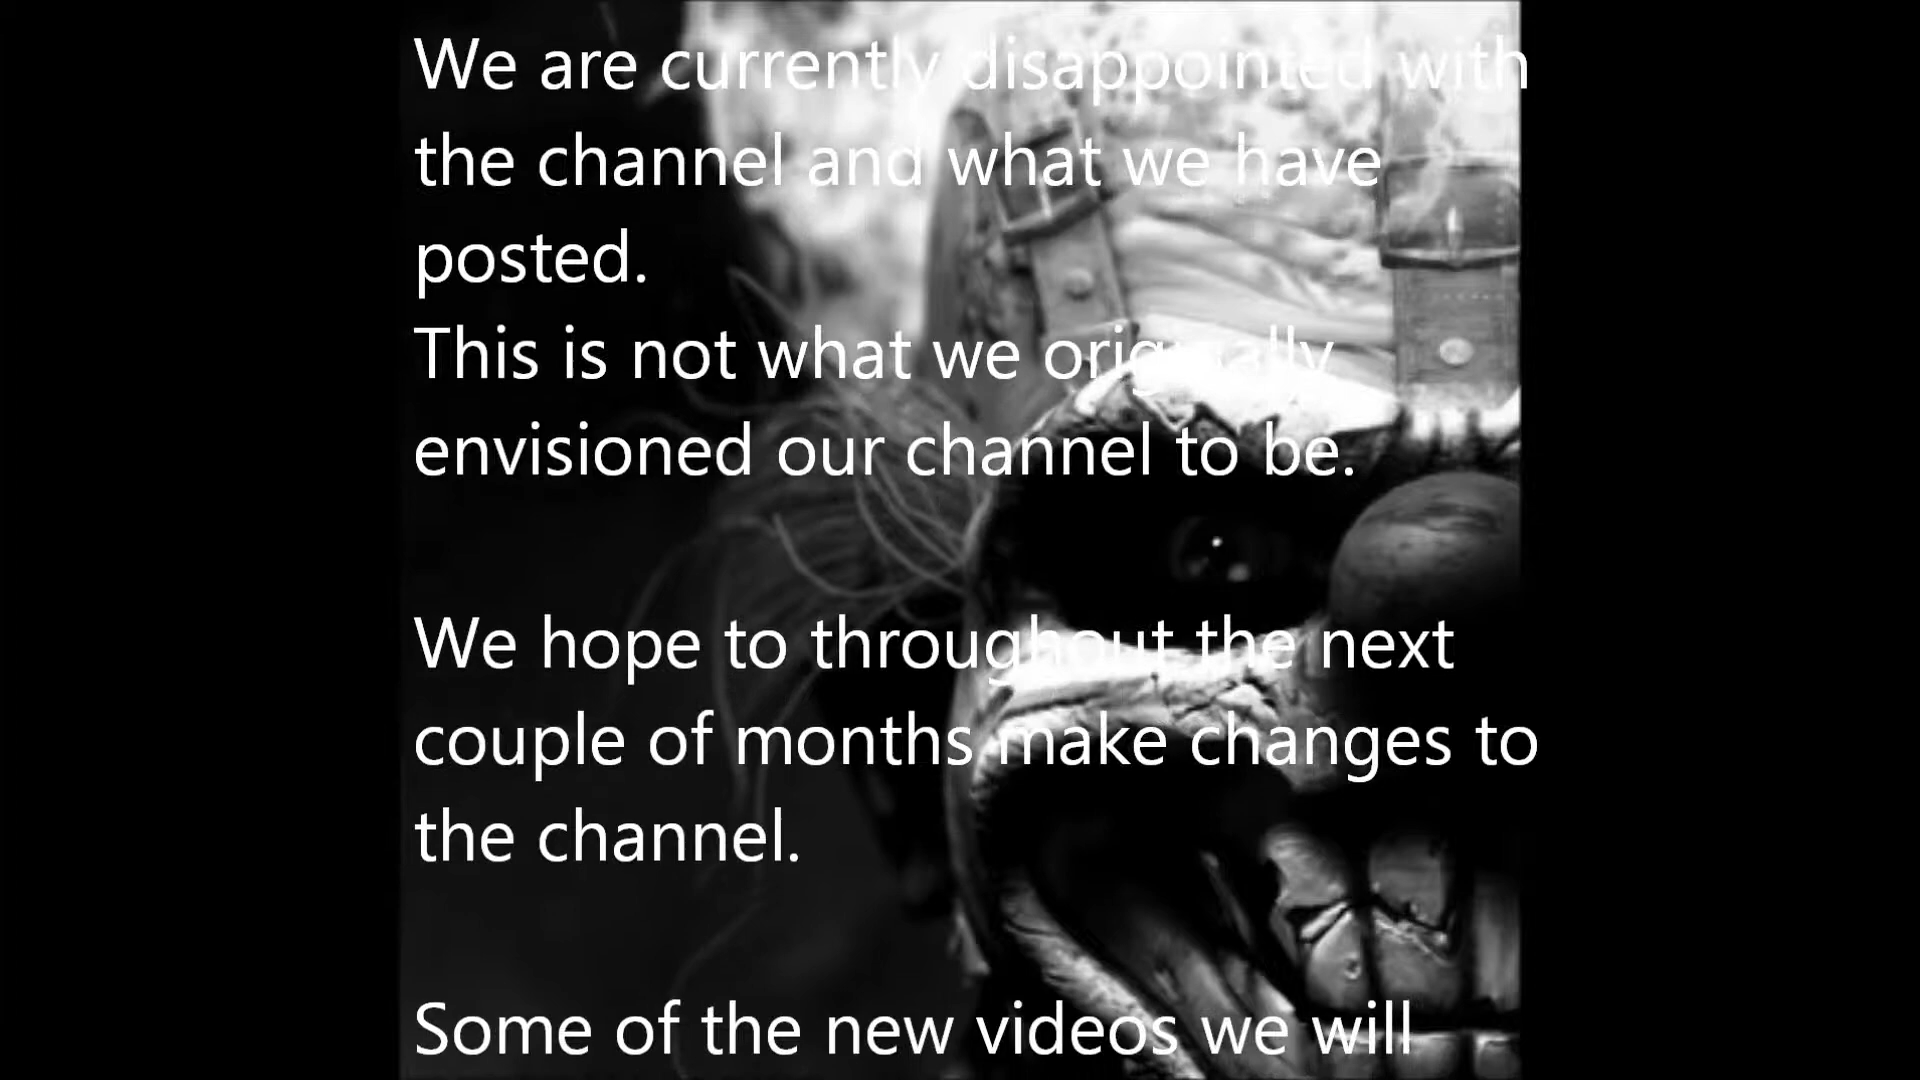 We are currently disappointed with
the channel and what we have
posted.
This is not what we originally
envisioned our channel to be.
We hope to throughout the next
couple of months make changes to
the channel.
Some of the new videos we will